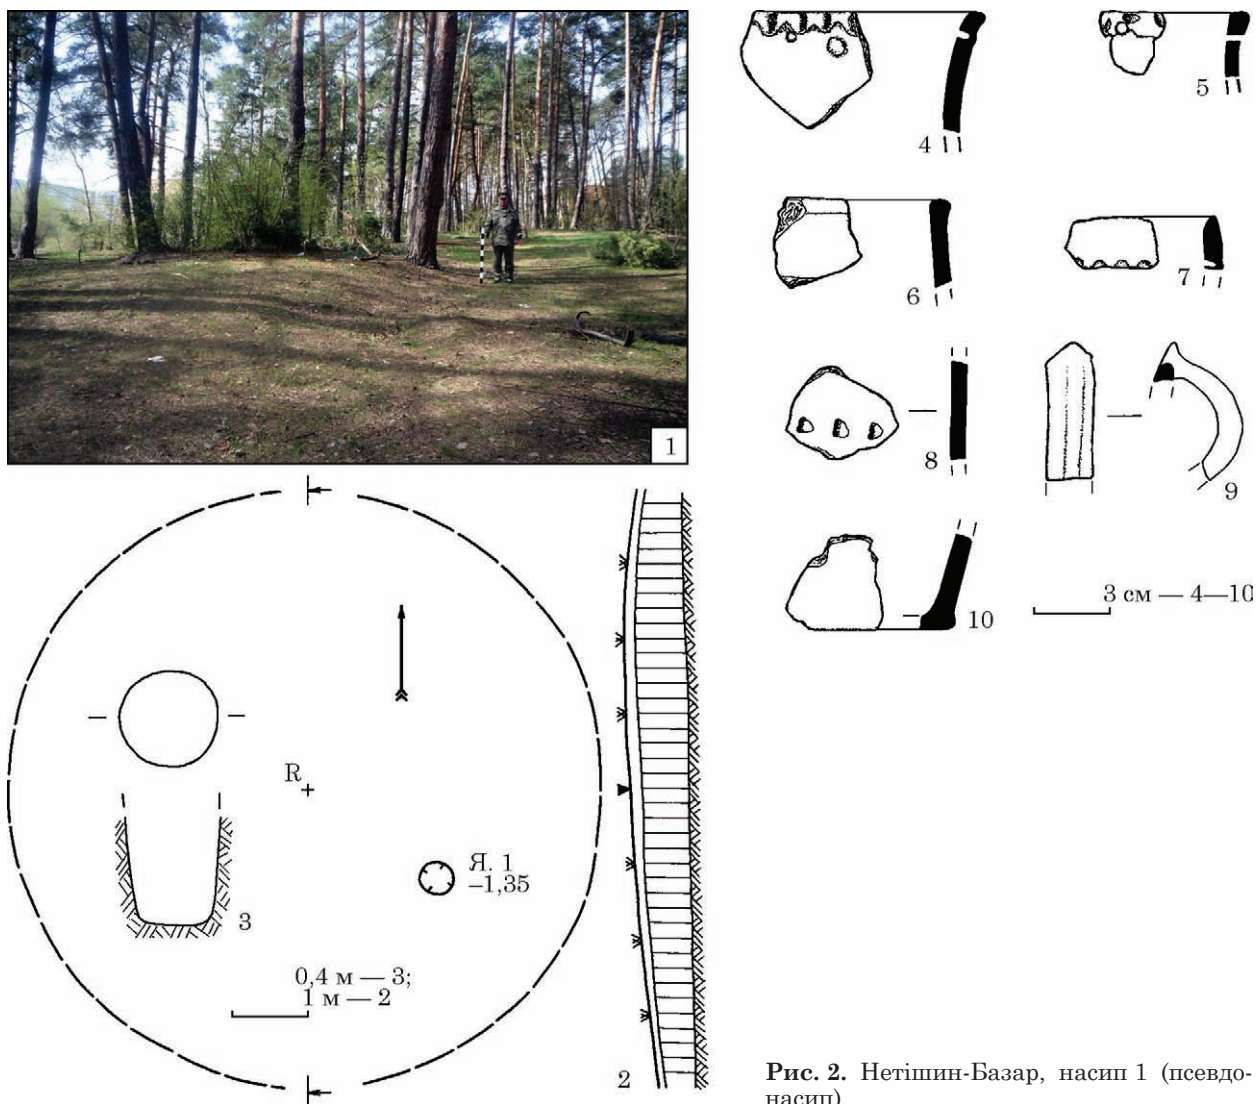 1
4
5
6
7
8
9
10
3 см — 4—10
R
Я. 1
–1,35
3
0,4 м — 3;
1 м — 2
2
Рис. 2. Нетішин-Базар, насип 1 (псевдо-
насип)